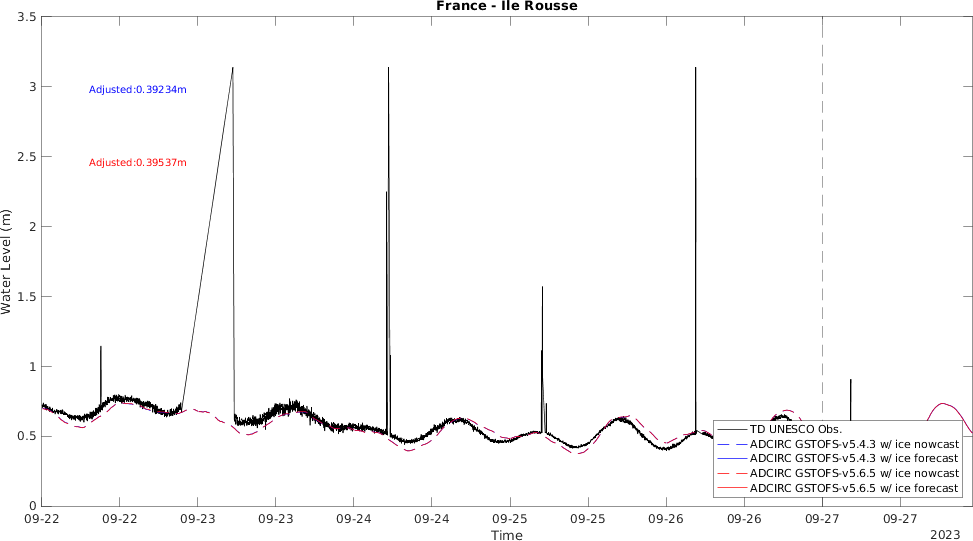 France - Ile Rousse
3.5
3
2.5
2
1.5
1
0.5
0
Water Level (m)
Adjusted:0.39234m
Adjusted:0.39537m
TD UNESCO Obs.
ADCIRC GSTOFS-v5.4.3 w/ ice nowcast
ADCIRC GSTOFS-v5.4.3 w/ ice forecast
ADCIRC GSTOFS-v5.6.5 w/ ice nowcast
ADCIRC GSTOFS-v5.6.5 w/ ice forecast
09-22 09-22 09-23 09-23 09-24 09-24 09-25 09-25 09-26 09-26 09-27 09-27
Time
2023